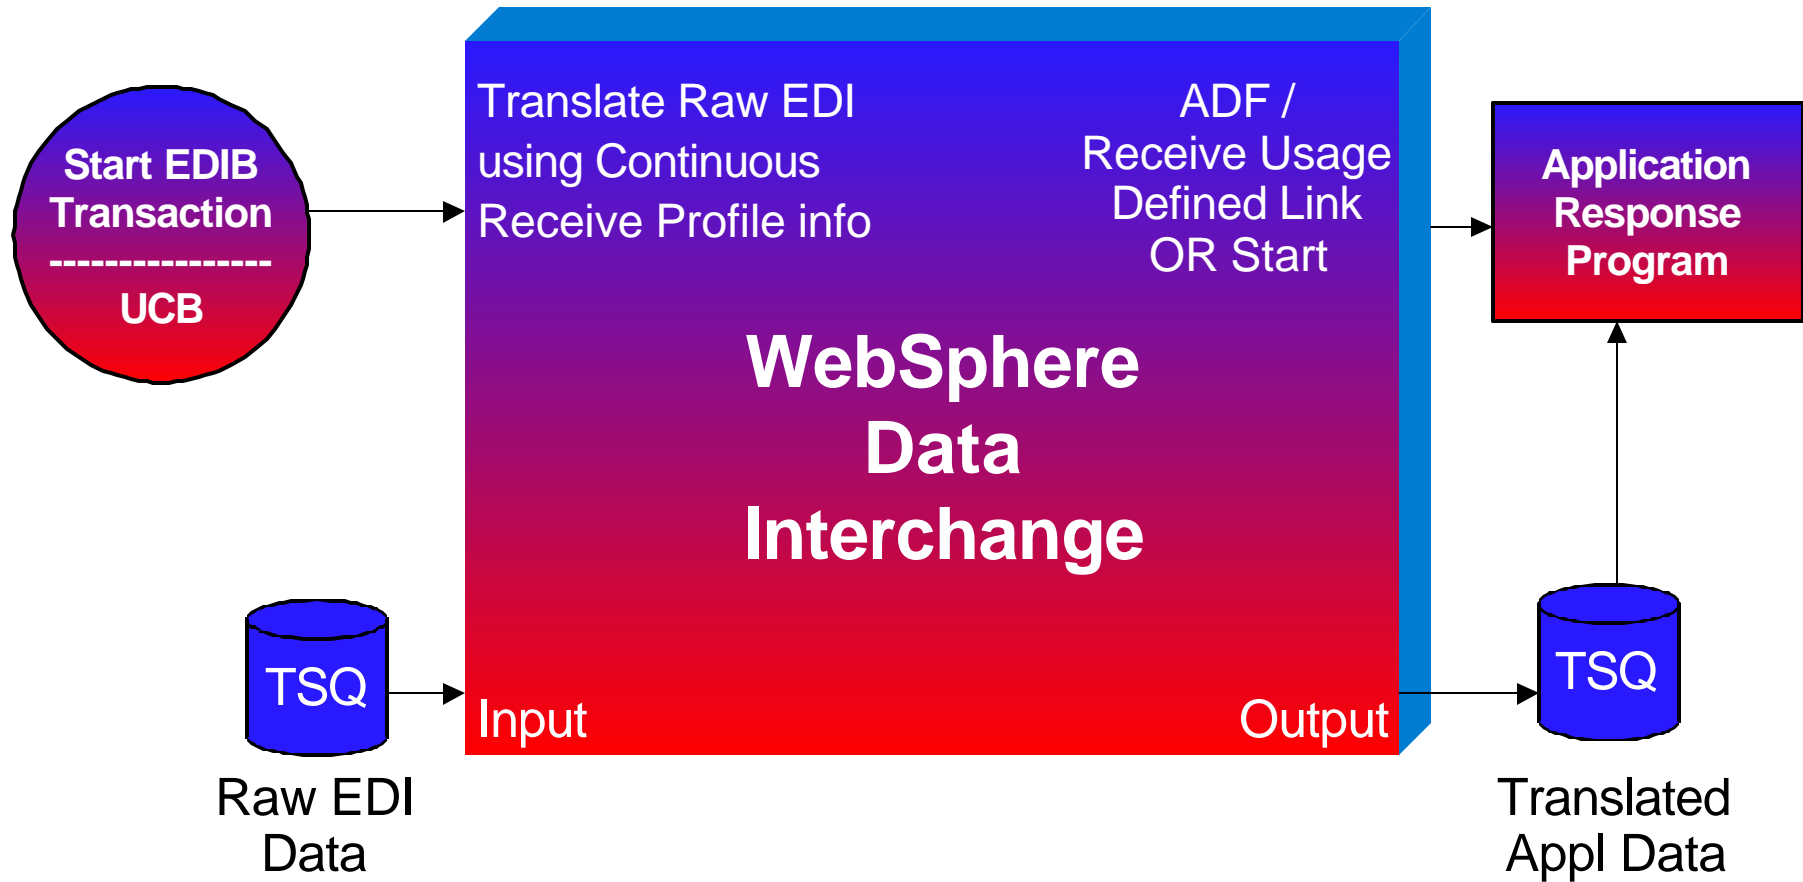 Start EDIB
Transaction
----------------
UCB
Translate Raw EDI
using Continuous
Receive Profile info
ADF /
Receive Usage
Defined Link
OR Start
Application
Response
Program
WebSphere
Data
Interchange
TSQ
Input
Output
TSQ
Raw EDI
Data
Translated
Appl Data